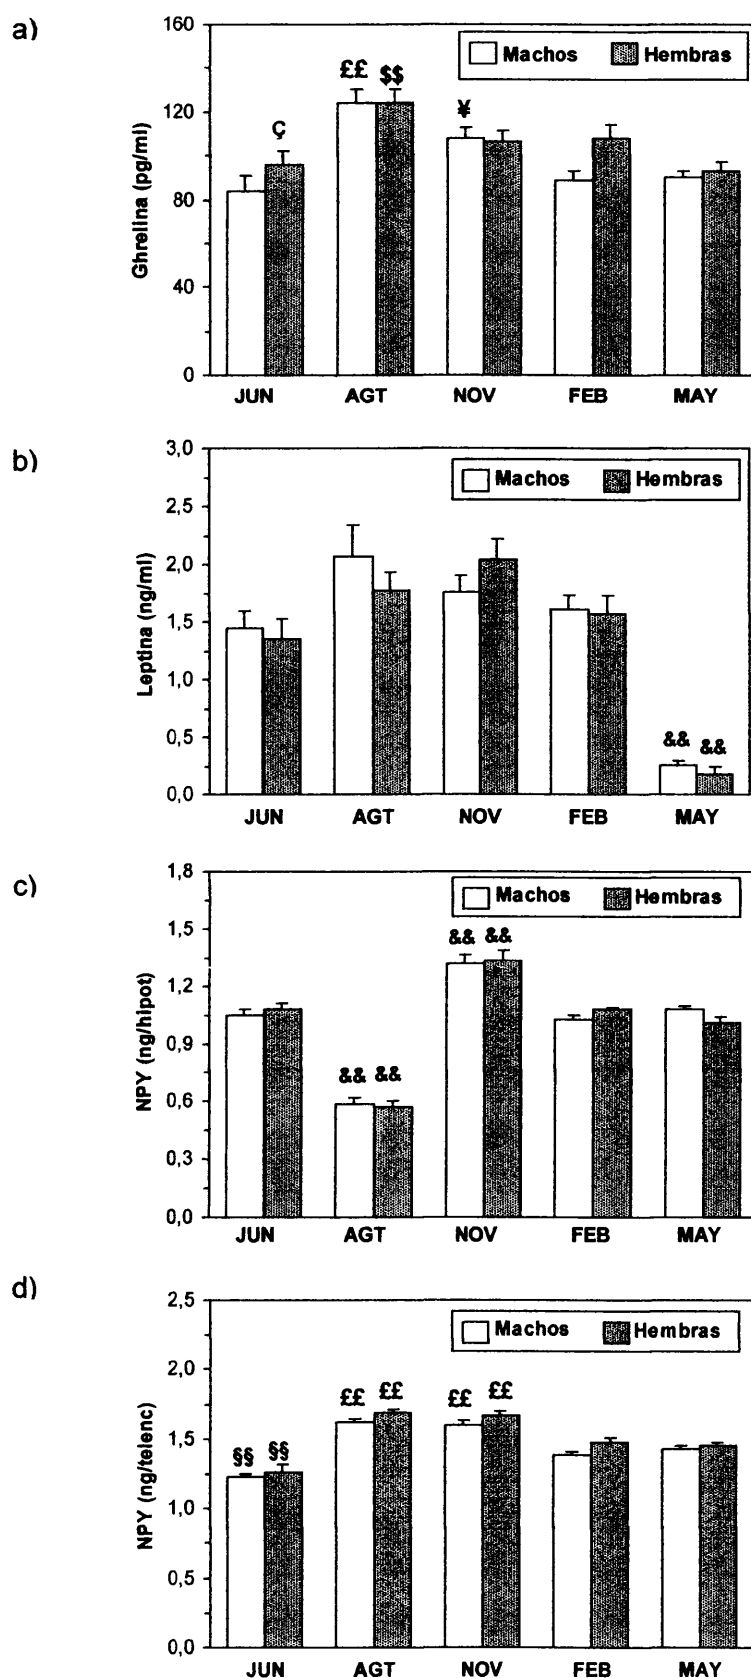 a)
Ghrelina (pg/ml)
160
120
80
40
0
Machos Hembras
Ç ££ $$ ¥
JUN AGT NOV FEB MAY
b)
Leptina (ng/ml)
3,0
2,5
2,0
1,5
1,0
0,5
0,0
Machos Hembras
&& &&
JUN AGT NOV FEB MAY
c)
NPY (ng/hipot)
1,8
1,5
1,2
0,9
0,6
0,3
0,0
Machos Hembras
&& && && &&
JUN AGT NOV FEB MAY
d)
NPY (ng/telenc)
2,5
2,0
1,5
1,0
0,5
0,0
Machos Hembras
§§ §§ ££ ££ ££ ££
JUN AGT NOV FEB MAY